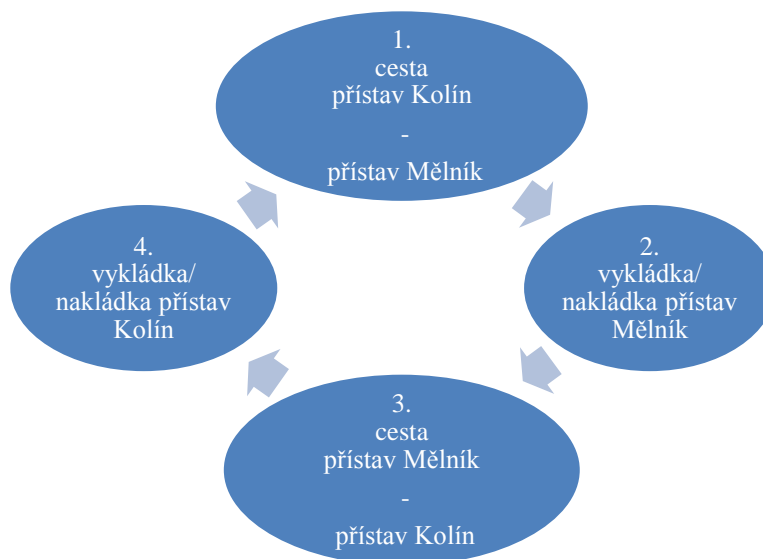 1.
cesta
přístav Kolín
-
přístav Mělník
2.
vykládka/
nakládka přístav
Mělník
3.
cesta
přístav Mělník
-
přístav Kolín
4.
vykládka/
nakládka přístav
Kolín